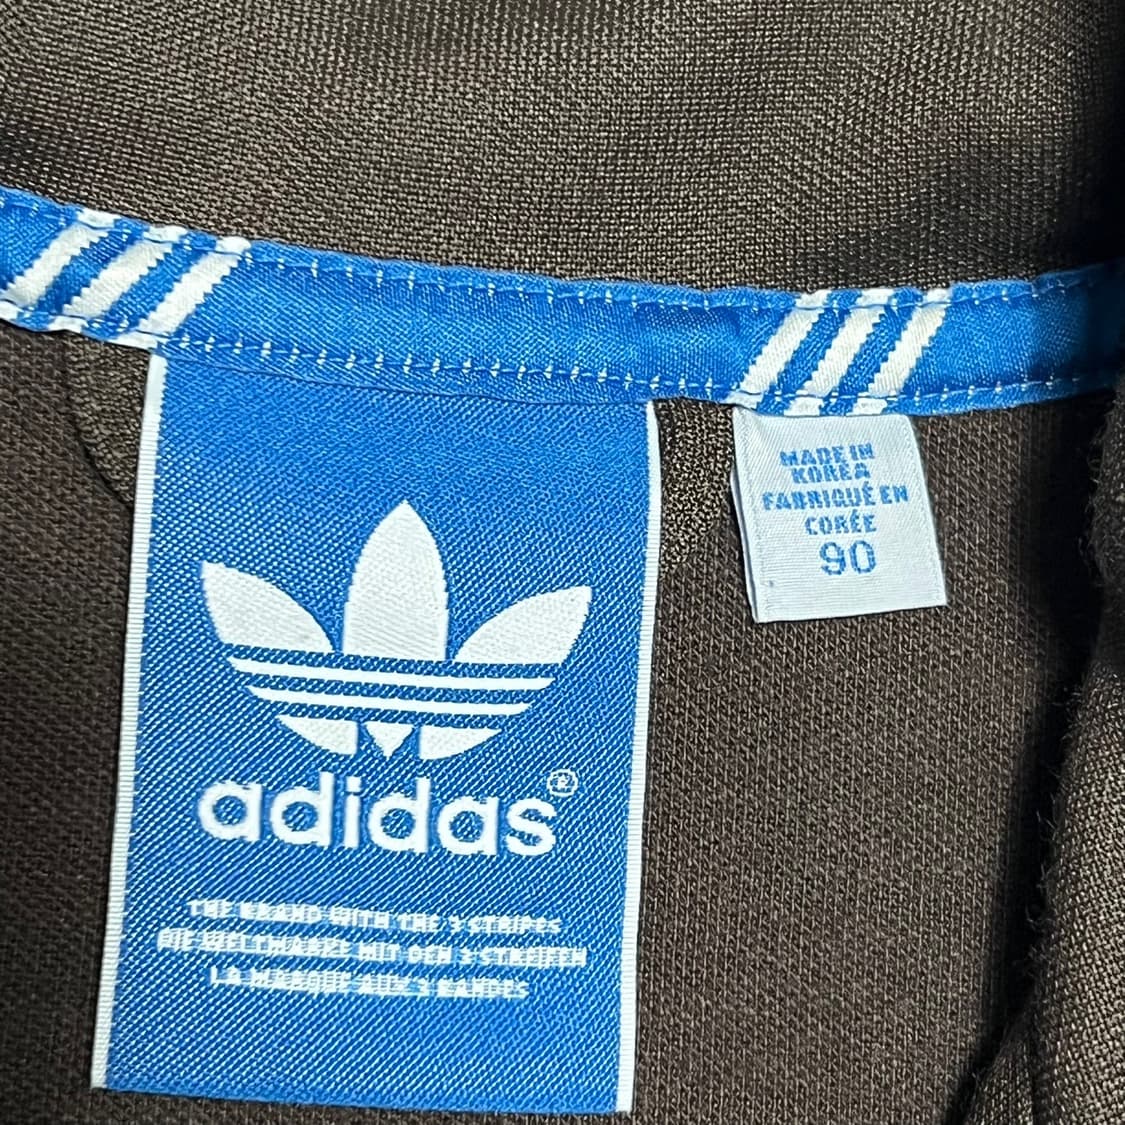 adidas®
THE BRAND WITH THE 3 STRIPES
DIE WELTMARKE MIT DEN 3 STREIFEN
LA MARQUE AUX 3 BANDES
MADE IN
KOREA
FABRIQUÉ EN
CORÉE
90